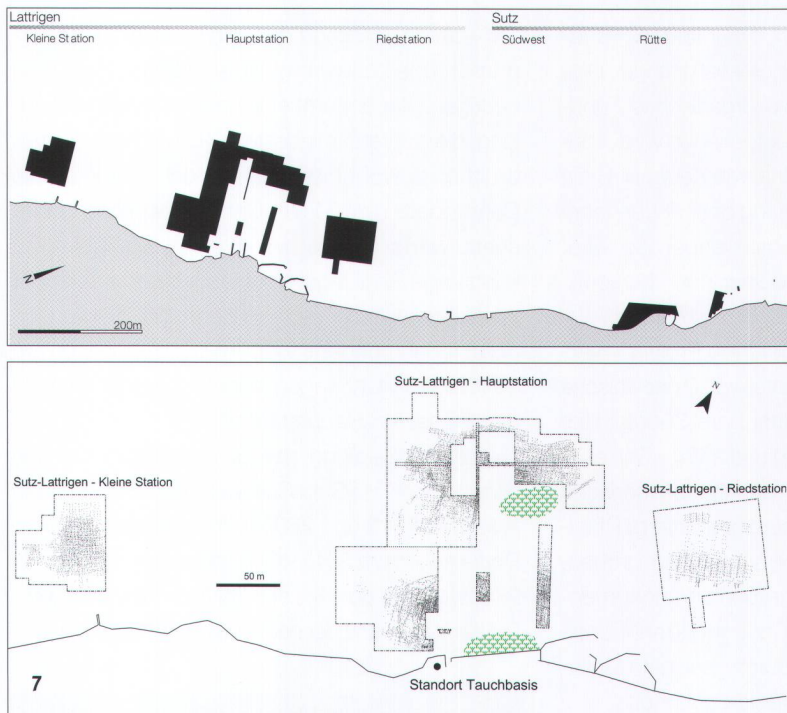 Lattrigen Sutz
Kleine Station Hauptstation Riedstation Südwest Rütte
N
200m
Sutz-Lattrigen - Hauptstation
N
Sutz-Lattrigen - Kleine Station
Sutz-Lattrigen - Riedstation
50 m
7
Standort Tauchbasis